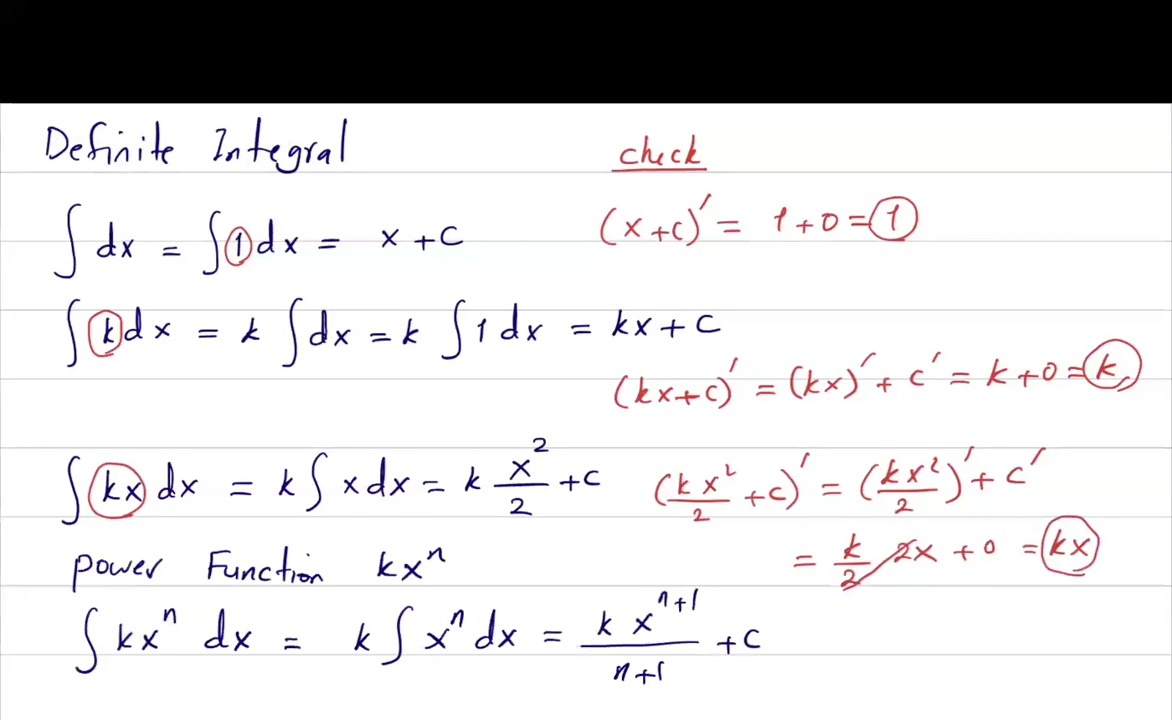 Definite Integral
check
∫ dx = ∫ 1 dx = x + c
(x + c)′ = 1 + 0 = 1
∫ k dx = k ∫ dx = k ∫ 1 dx = kx + c
(kx + c)′ = (kx)′ + c′ = k + 0 = k
∫ kx dx = k ∫ x dx = k x²/2 + c
(kx²/2 + c)′ = (kx²/2)′ + c′
= k/2 2x + 0 = kx
power Function kxⁿ
∫ kxⁿ dx = k ∫ xⁿ dx = k xⁿ⁺¹/n+1 + c